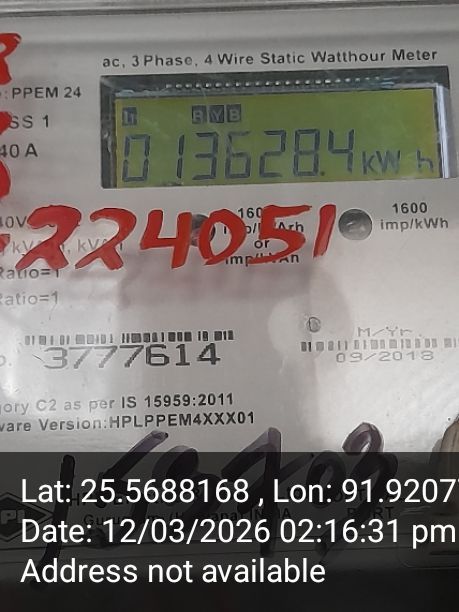 ac, 3 Phase, 4 Wire Static Watthour Meter
PPEM 24
SS 1
40 A
RYB
013628.4 kWh
1600
imp/kWh
or
224051
Ratio=1
Ratio=1
M/Yr.
3777614
09/2018
ory C2 as per IS 15959:2011
ware Version:HPLPPEM4XXX01
Lat: 25.5688168 , Lon: 91.9207
Date: 12/03/2026 02:16:31 pm
Address not available